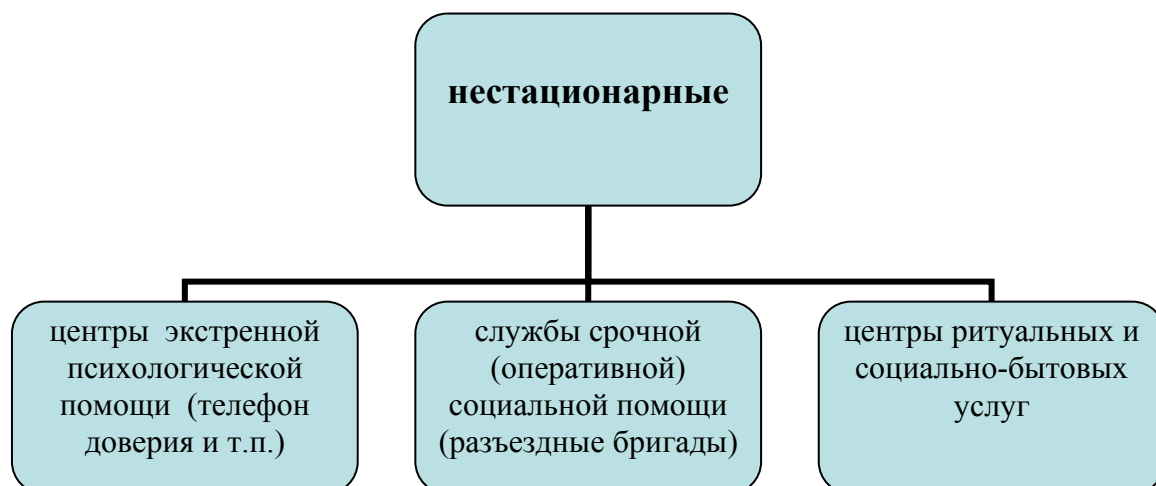 нестационарные
центры экстренной
психологической
помощи (телефон
доверия и т.п.)
службы срочной
(оперативной)
социальной помощи
(разъездные бригады)
центры ритуальных и
социально-бытовых
услуг